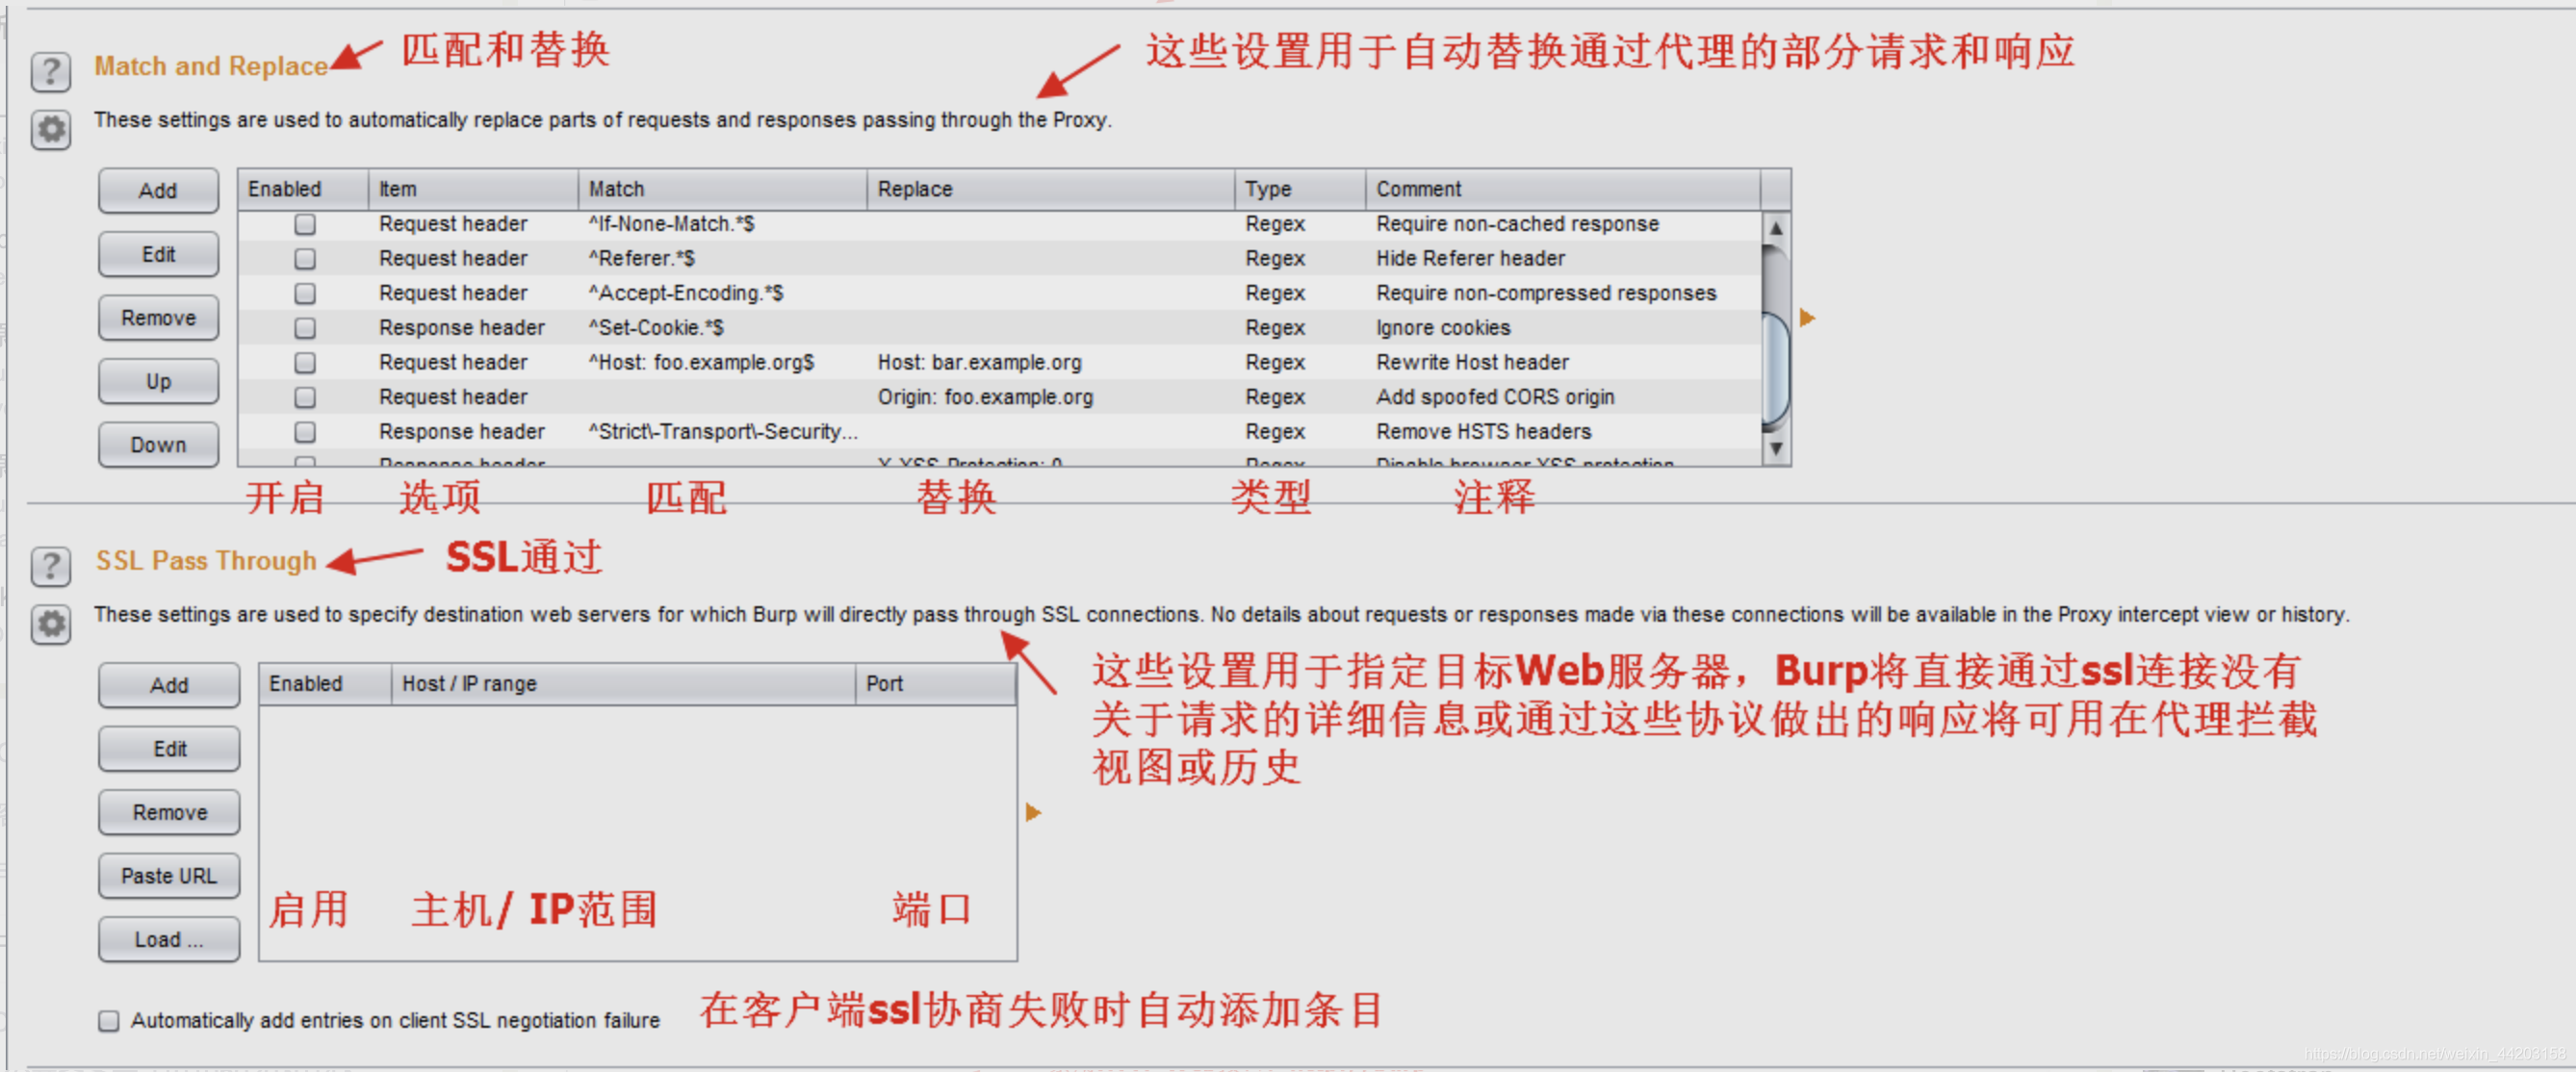 Match and Replace
匹配和替换
这些设置用于自动替换通过代理的部分请求和响应
These settings are used to automatically replace parts of requests and responses passing through the Proxy.
Add
Edit
Remove
Up
Down
Enabled Item Match Replace Type Comment
Request header ^If-None-Match.*$ Regex Require non-cached response
Request header ^Referer.*$ Regex Hide Referer header
Request header ^Accept-Encoding.*$ Regex Require non-compressed responses
Response header ^Set-Cookie.*$ Regex Ignore cookies
Request header ^Host: foo.example.org$ Host: bar.example.org Regex Rewrite Host header
Request header Origin: foo.example.org Regex Add spoofed CORS origin
Response header ^Strict\-Transport\-Security... Regex Remove HSTS headers
Response header X-XSS-Protection: 0 Regex Disable browser XSS protection
开启 选项 匹配 替换 类型 注释
SSL Pass Through
SSL通过
These settings are used to specify destination web servers for which Burp will directly pass through SSL connections. No details about requests or responses made via these connections will be available in the Proxy intercept view or history.
这些设置用于指定目标Web服务器，Burp将直接通过ssl连接没有
关于请求的详细信息或通过这些协议做出的响应将可用在代理拦截
视图或历史
Add
Edit
Remove
Paste URL
Load ...
Enabled Host / IP range Port
启用 主机/ IP范围 端口
Automatically add entries on client SSL negotiation failure
在客户端ssl协商失败时自动添加条目
https://blog.csdn.net/weixin_44203158